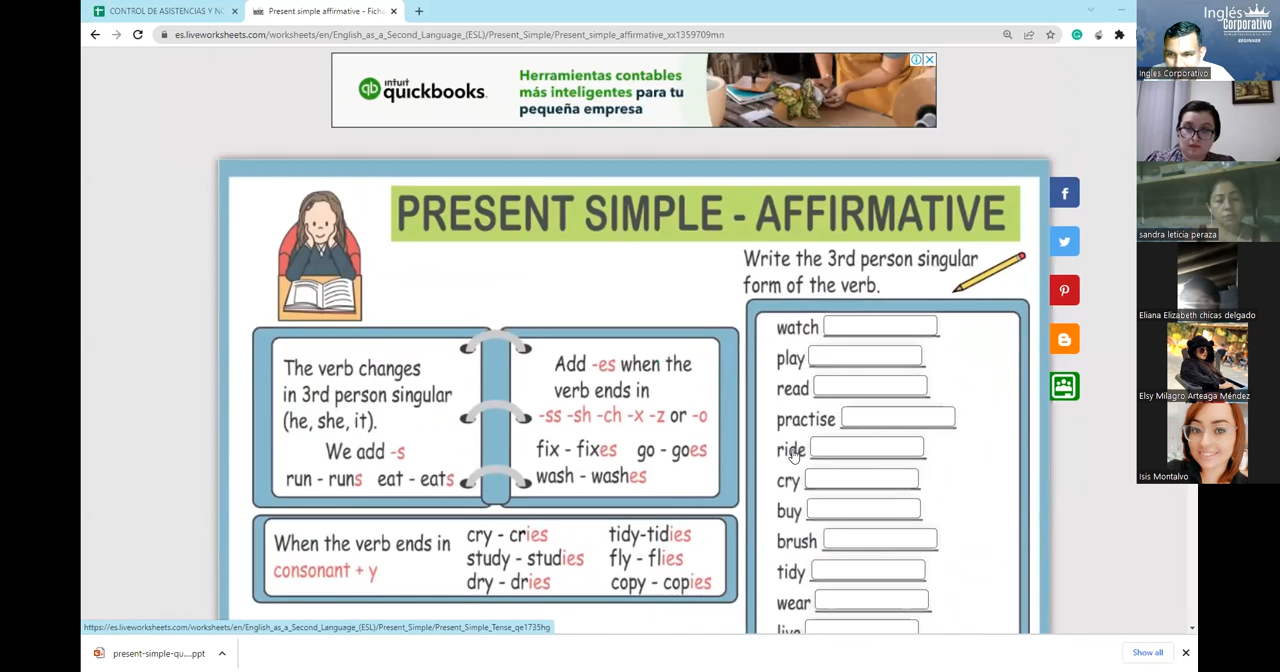 CONTROL DE ASISTENCIAS Y NO
Present simple affirmative - Ficha
es.liveworksheets.com/worksheets/en/English_as_a_Second_Language_(ESL)/Present_Simple/Present_simple_affirmative_xx1359709mn
intuit
quickbooks.
Herramientas contables
más inteligentes para tu
pequeña empresa
PRESENT SIMPLE - AFFIRMATIVE
Write the 3rd person singular
form of the verb.
The verb changes
in 3rd person singular
(he, she, it).
We add -s
run - runs eat - eats
Add -es when the
verb ends in
-ss -sh -ch -x -z or -o
fix - fixes go - goes
wash - washes
When the verb ends in
consonant + y
cry - cries tidy-tidies
study - studies fly - flies
dry - dries copy - copies
watch
play
read
practise
ride
cry
buy
brush
tidy
wear
live
https://es.liveworksheets.com/worksheets/en/English_as_a_Second_Language_(ESL)/Present_Simple/Present_Simple_Tense_qe1735hg
present-simple-qu....ppt
Show all
Inglés
Corporativo
BEGINNER
Inglés Corporativo
sandra leticia peraza
Eliana Elizabeth chicas delgado
Elsy Milagro Arteaga Méndez
Isis Montalvo